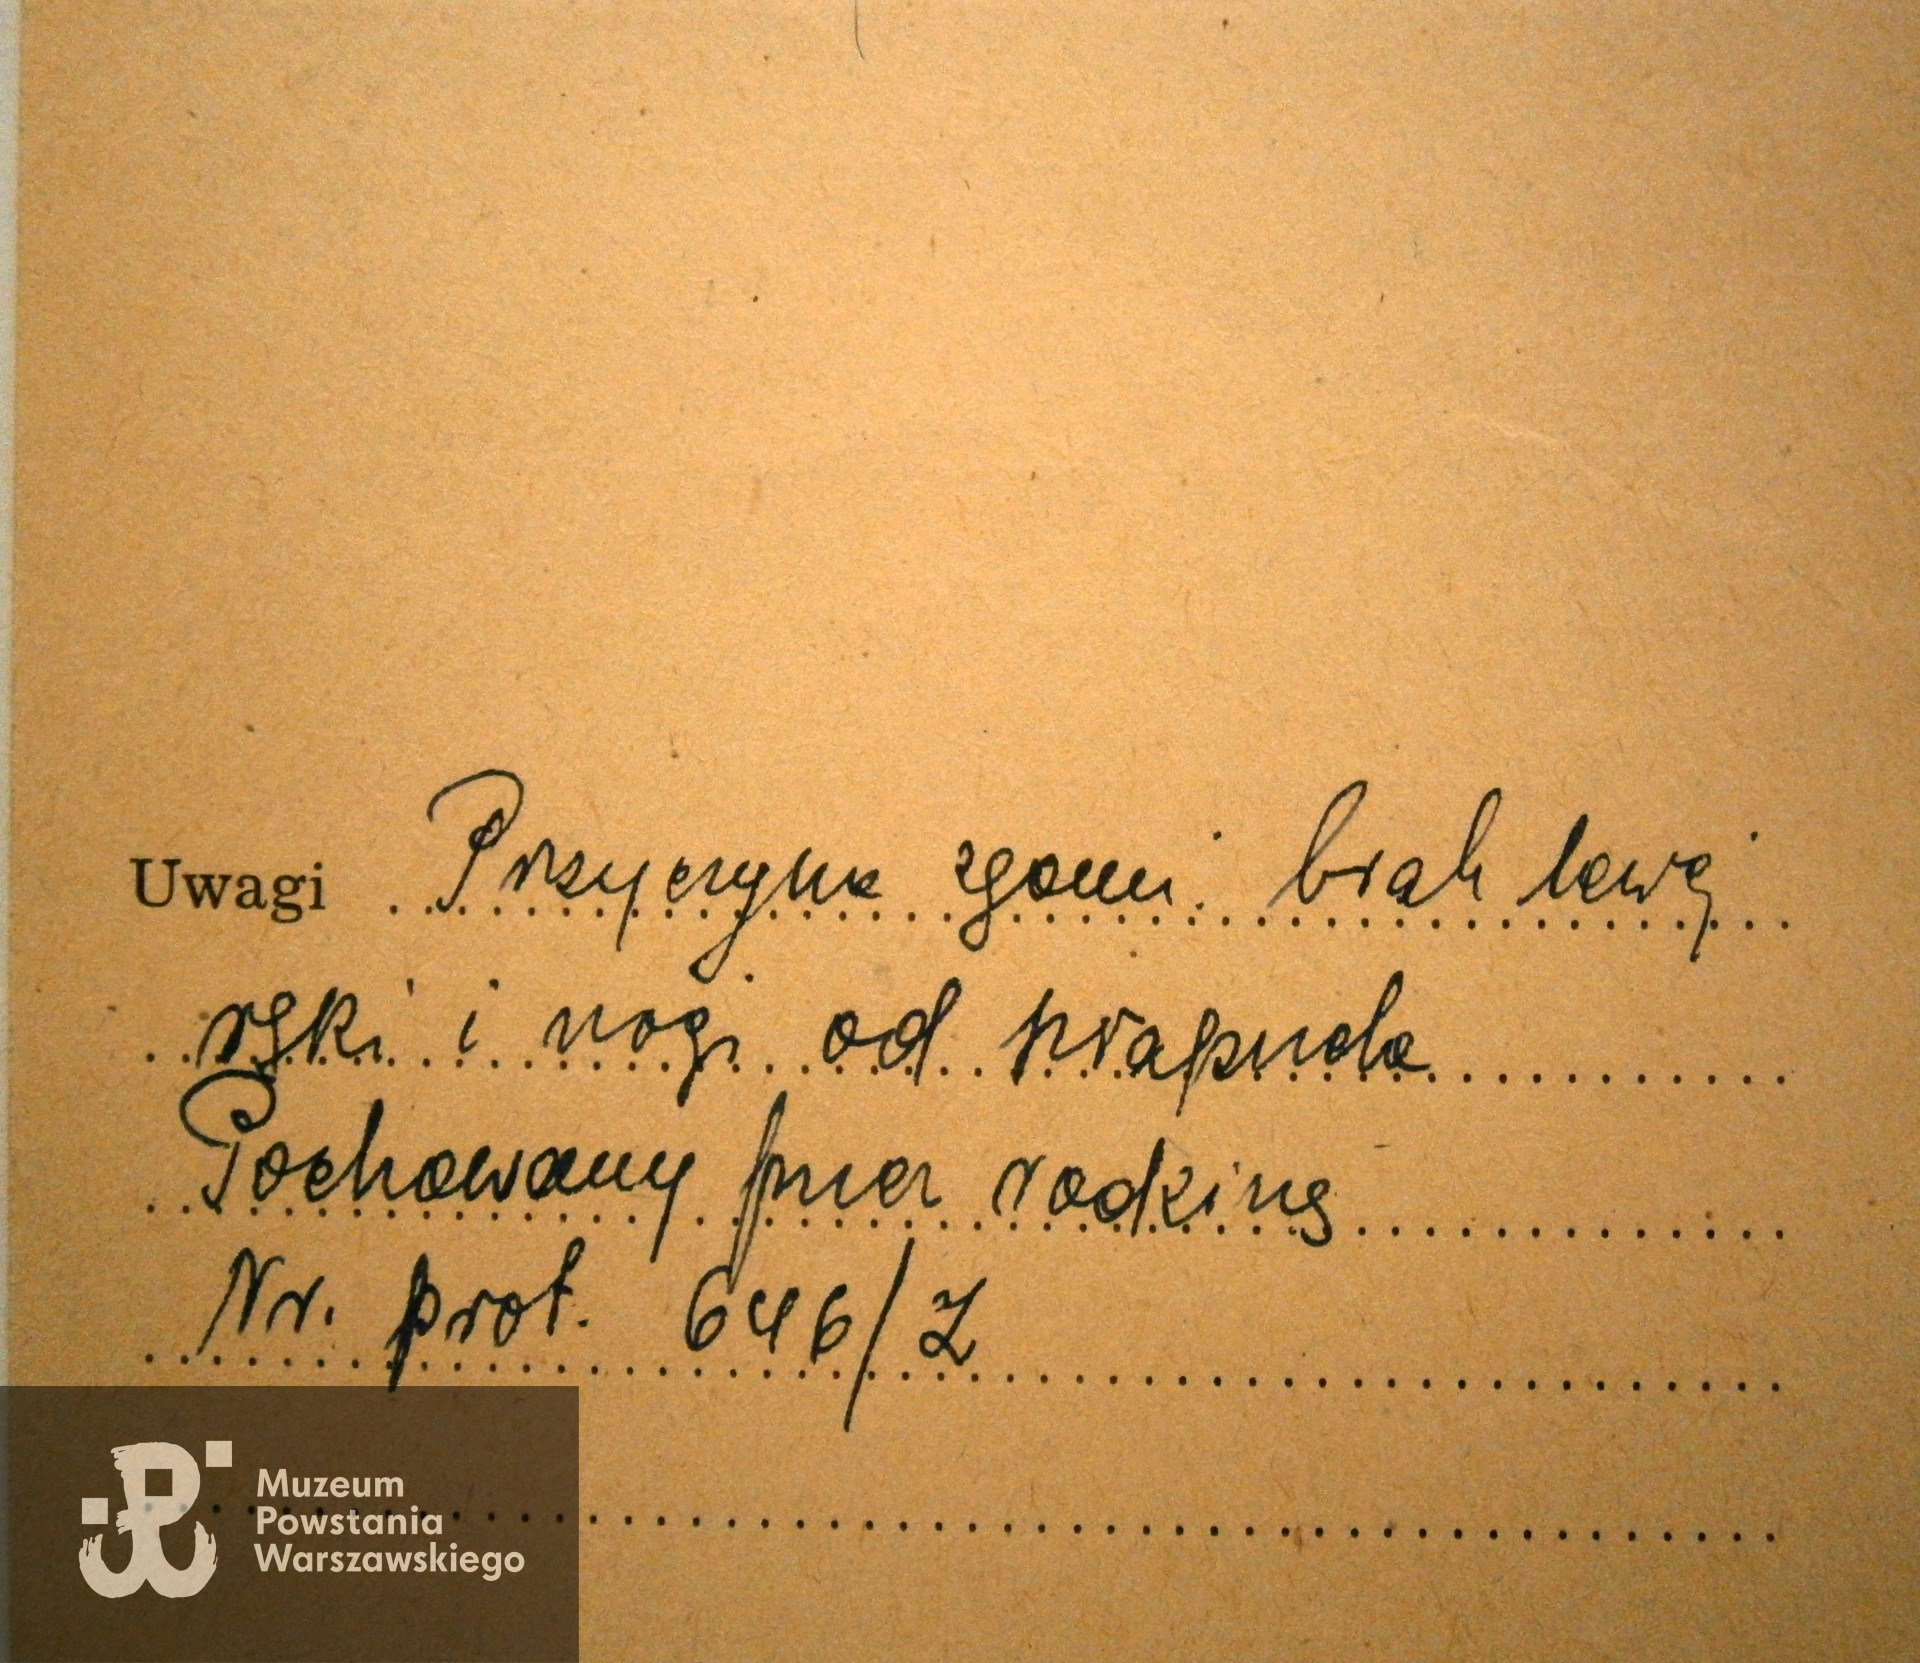 Uwagi Przyczyna zgonu: brak lewej
ręki i nogi od szrapnela
Pochowany przez rodzinę
Nr. prot. 646/Z
Muzeum
Powstania
Warszawskiego